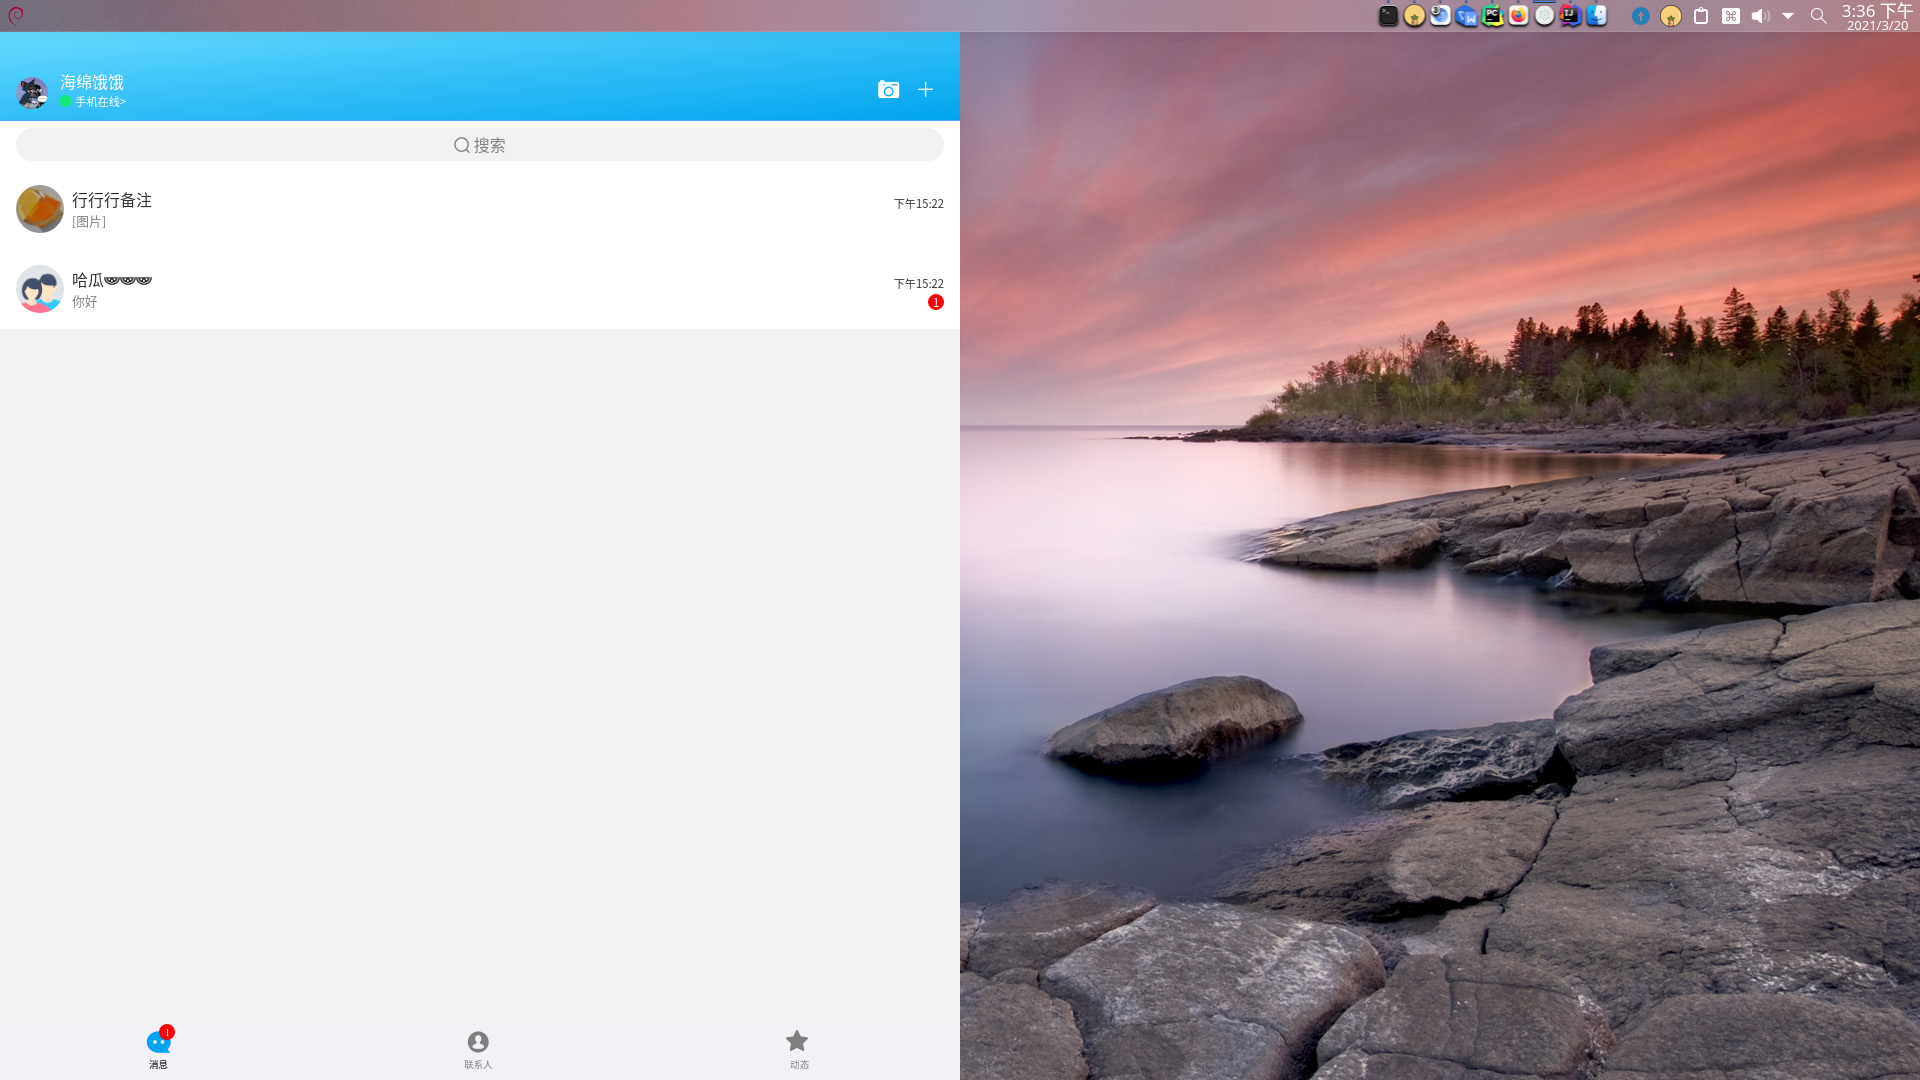 3:36 下午
2021/3/20
海绵饿饿
手机在线>
搜索
行行行备注
下午15:22
[图片]
哈瓜🍉🍉🍉
下午15:22
你好
1
1
消息
联系人
动态